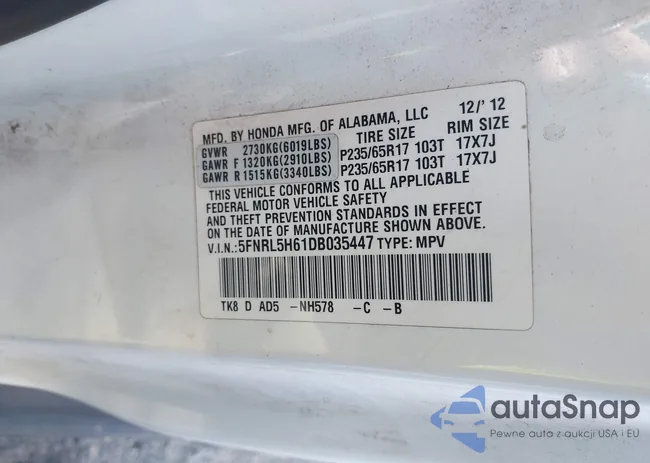 MFD. BY HONDA MFG. OF ALABAMA, LLC 12/'12
TIRE SIZE RIM SIZE
GVWR 2730KG(6019LBS)
GAWR F 1320KG(2910LBS) P235/65R17 103T 17X7J
GAWR R 1515KG(3340LBS) P235/65R17 103T 17X7J
THIS VEHICLE CONFORMS TO ALL APPLICABLE
FEDERAL MOTOR VEHICLE SAFETY
AND THEFT PREVENTION STANDARDS IN EFFECT
ON THE DATE OF MANUFACTURE SHOWN ABOVE.
V.I.N.: 5FNRL5H61DB035447 TYPE: MPV
TK8 D AD5 -NH578 -C -B
autaSnap
Pewne auta z aukcji USA i EU